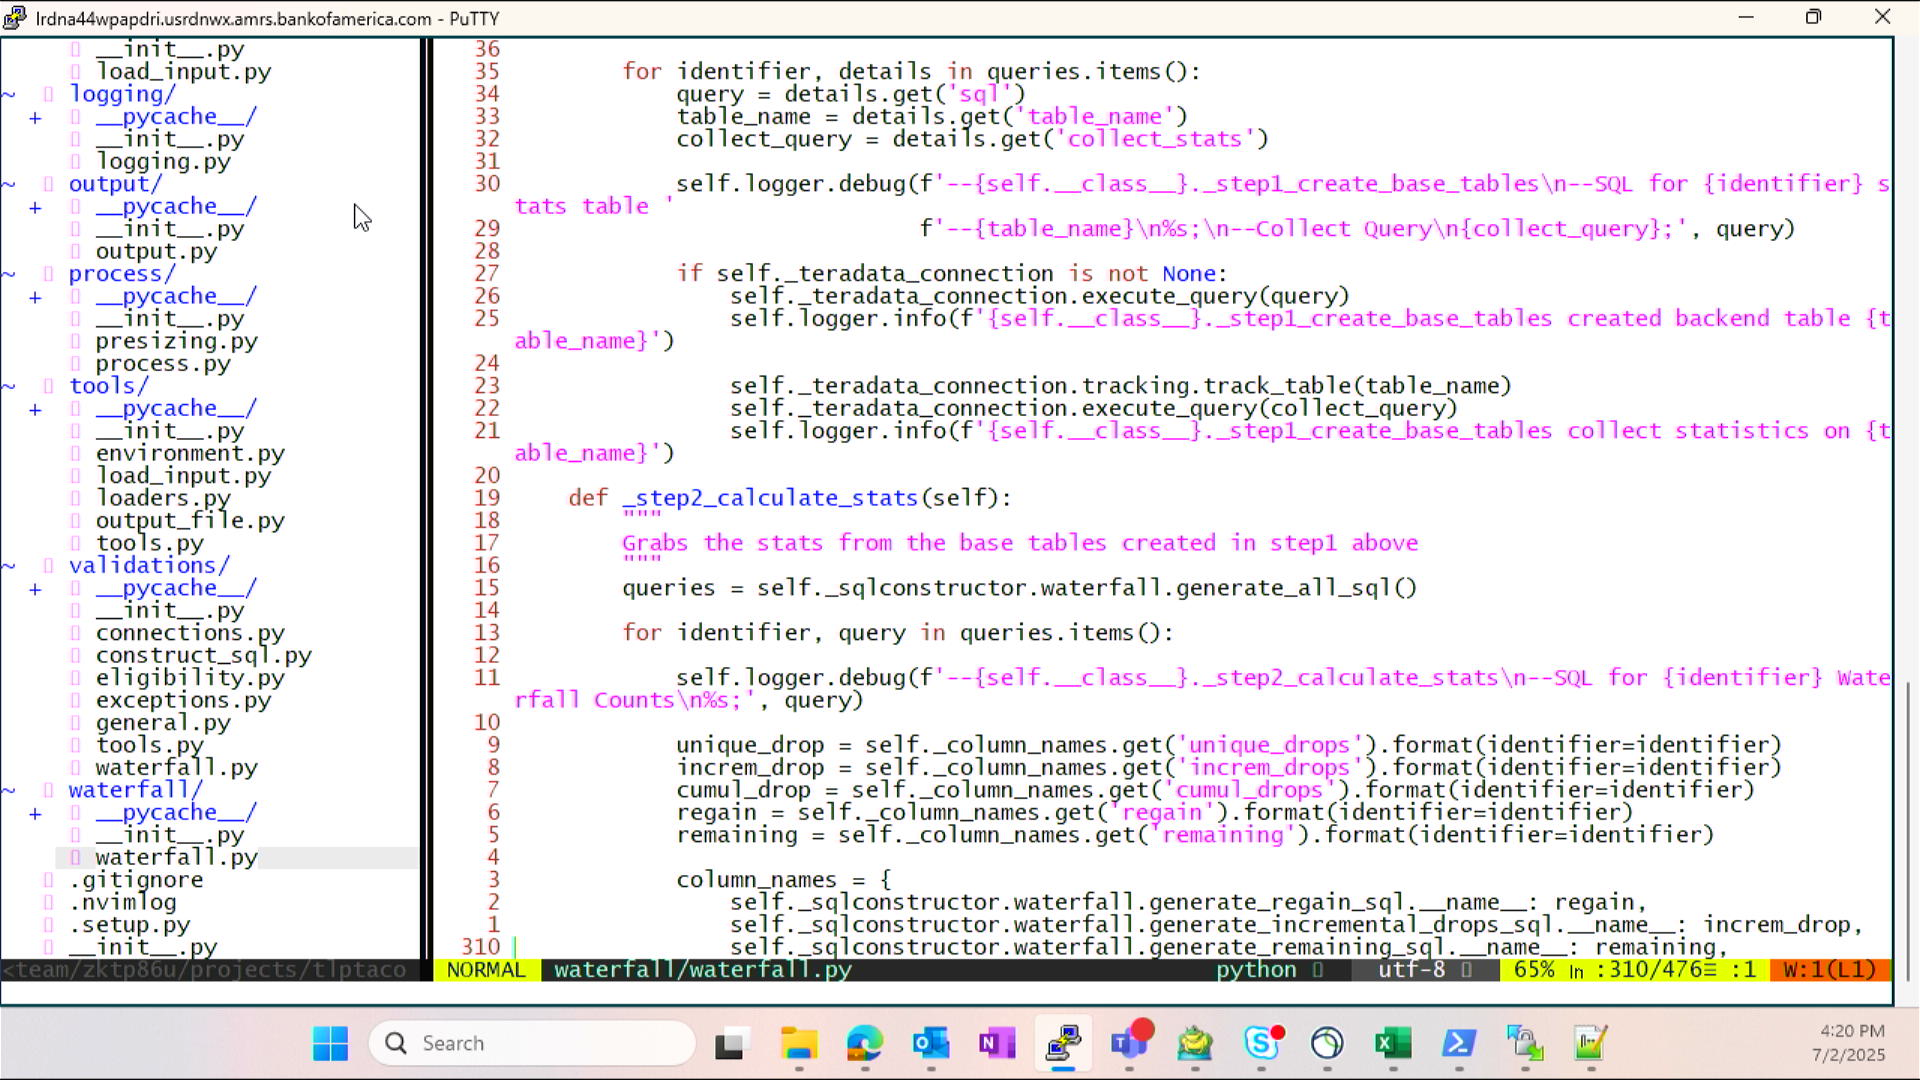 lrdna44wpapdri.usrdnwx.amrs.bankofamerica.com - PuTTY
__init__.py
load_input.py
~ logging/
+ __pycache__/
__init__.py
logging.py
~ output/
+ __pycache__/
__init__.py
output.py
~ process/
+ __pycache__/
__init__.py
presizing.py
process.py
~ tools/
+ __pycache__/
__init__.py
environment.py
load_input.py
loaders.py
output_file.py
tools.py
~ validations/
+ __pycache__/
__init__.py
connections.py
construct_sql.py
eligibility.py
exceptions.py
general.py
tools.py
waterfall.py
~ waterfall/
+ __pycache__/
__init__.py
waterfall.py
.gitignore
.nvimlog
.setup.py
__init__.py
<team/zktp86u/projects/tlptaco
36
35 for identifier, details in queries.items():
34 query = details.get('sql')
33 table_name = details.get('table_name')
32 collect_query = details.get('collect_stats')
31
30 self.logger.debug(f'--{self.__class__}._step1_create_base_tables\n--SQL for {identifier} s
tats table '
29 f'--{table_name}\n%s;\n--Collect Query\n{collect_query};', query)
28
27 if self._teradata_connection is not None:
26 self._teradata_connection.execute_query(query)
25 self.logger.info(f'{self.__class__}._step1_create_base_tables created backend table {t
able_name}')
24
23 self._teradata_connection.tracking.track_table(table_name)
22 self._teradata_connection.execute_query(collect_query)
21 self.logger.info(f'{self.__class__}._step1_create_base_tables collect statistics on {t
able_name}')
20
19 def _step2_calculate_stats(self):
18 """
17 Grabs the stats from the base tables created in step1 above
16 """
15 queries = self._sqlconstructor.waterfall.generate_all_sql()
14
13 for identifier, query in queries.items():
12
11 self.logger.debug(f'--{self.__class__}._step2_calculate_stats\n--SQL for {identifier} Wate
rfall Counts\n%s;', query)
10
9 unique_drop = self._column_names.get('unique_drops').format(identifier=identifier)
8 increm_drop = self._column_names.get('increm_drops').format(identifier=identifier)
7 cumul_drop = self._column_names.get('cumul_drops').format(identifier=identifier)
6 regain = self._column_names.get('regain').format(identifier=identifier)
5 remaining = self._column_names.get('remaining').format(identifier=identifier)
4
3 column_names = {
2 self._sqlconstructor.waterfall.generate_regain_sql.__name__: regain,
1 self._sqlconstructor.waterfall.generate_incremental_drops_sql.__name__: increm_drop,
310 self._sqlconstructor.waterfall.generate_remaining_sql.__name__: remaining,
NORMAL waterfall/waterfall.py python utf-8 65% ln :310/476≡ :1 W:1(L1)
Search
4:20 PM
7/2/2025